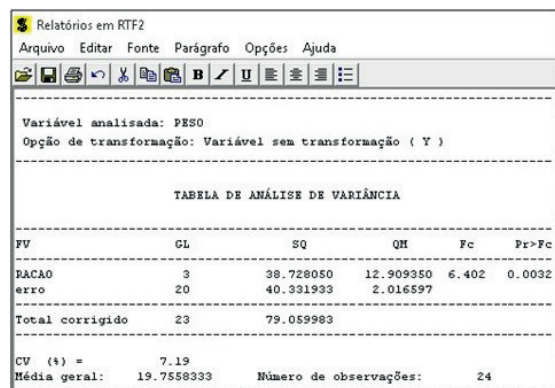 Relatórios em RTF2
Arquivo Editar Fonte Parágrafo Opções Ajuda
B I U
Variável analisada: PESO
Opção de transformação: Variável sem transformação ( Y )
TABELA DE ANÁLISE DE VARIÂNCIA
FV GL SQ QM Fc Pr>Fc
RACAO 3 38.728050 12.909350 6.402 0.0032
erro 20 40.331933 2.016597
Total corrigido 23 79.059983
CV (%) = 7.19
Média geral: 19.7558333 Número de observações: 24